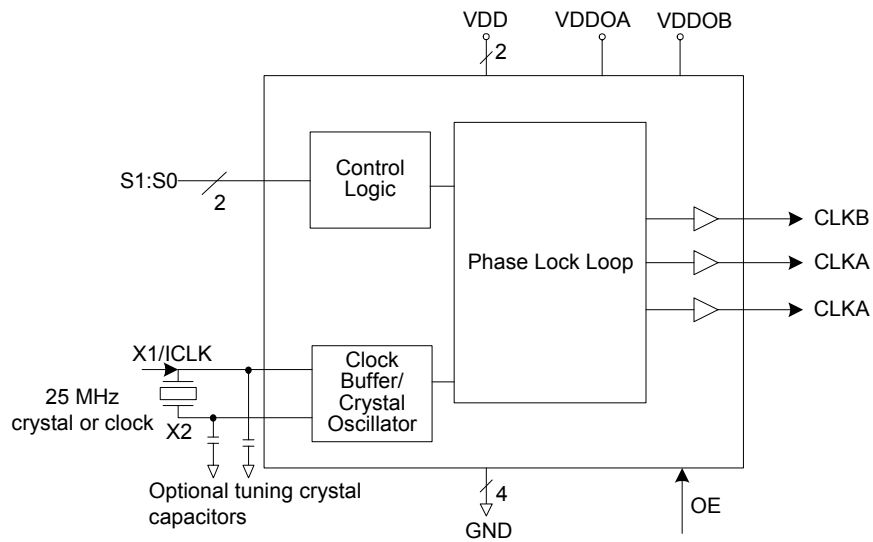 VDD
VDDOA
VDDOB
2
S1:S0
2
Control
Logic
Phase Lock Loop
CLKB
CLKA
CLKA
X1/ICLK
25 MHz
crystal or clock
X2
Clock
Buffer/
Crystal
Oscillator
Optional tuning crystal
capacitors
4
GND
OE